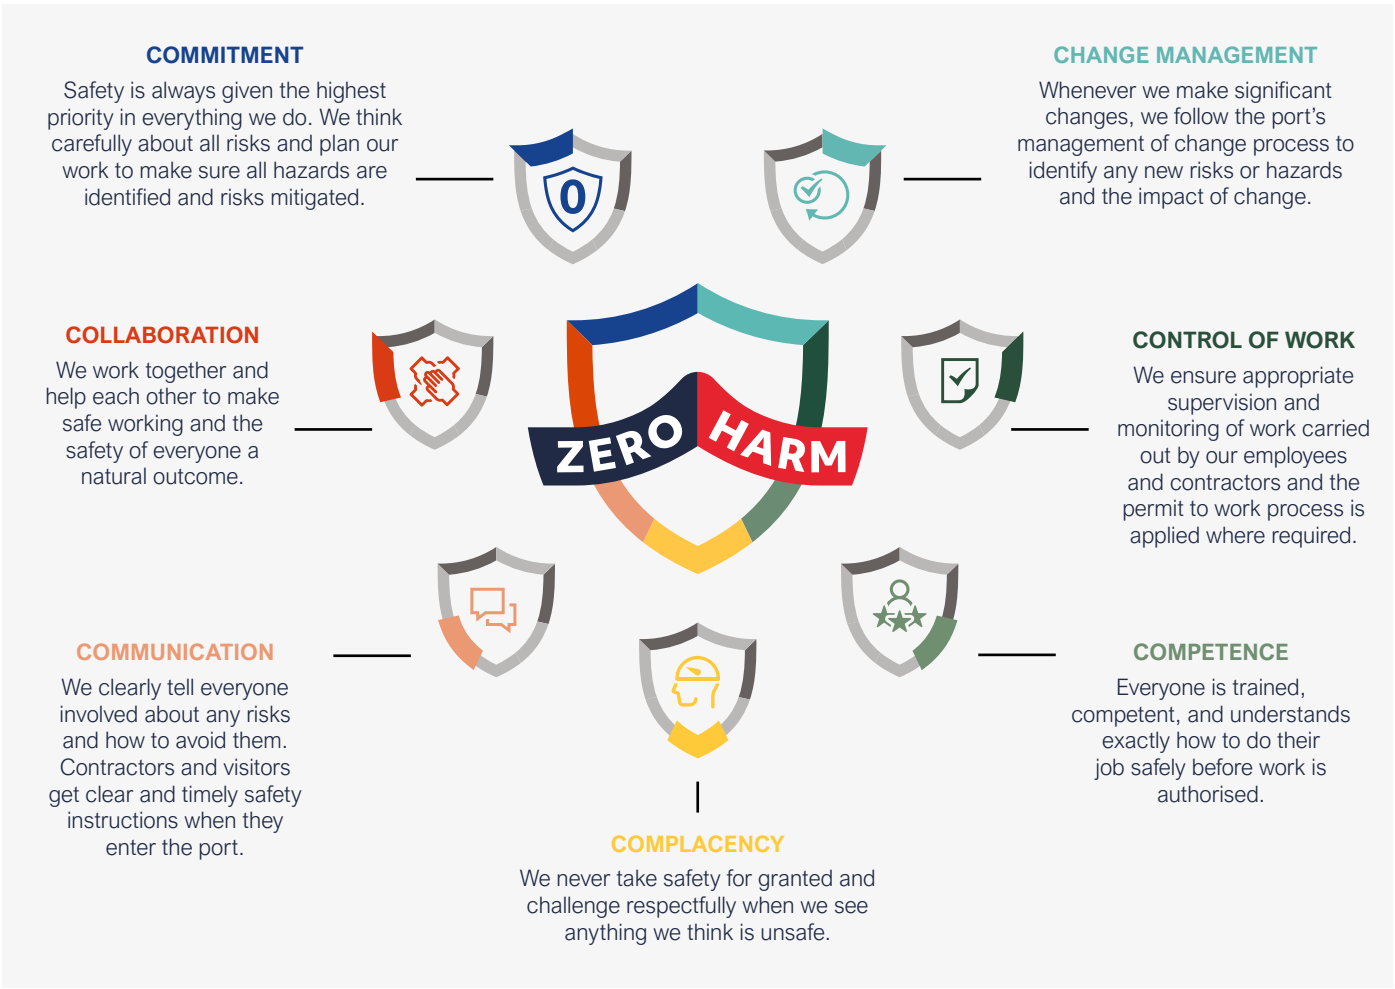 COMMITMENT
Safety is always given the highest
priority in everything we do. We think
carefully about all risks and plan our
work to make sure all hazards are
identified and risks mitigated.
0
CHANGE MANAGEMENT
Whenever we make significant
changes, we follow the port’s
management of change process to
identify any new risks or hazards
and the impact of change.
COLLABORATION
We work together and
help each other to make
safe working and the
safety of everyone a
natural outcome.
ZERO HARM
CONTROL OF WORK
We ensure appropriate
supervision and
monitoring of work carried
out by our employees
and contractors and the
permit to work process is
applied where required.
COMMUNICATION
We clearly tell everyone
involved about any risks
and how to avoid them.
Contractors and visitors
get clear and timely safety
instructions when they
enter the port.
COMPETENCE
Everyone is trained,
competent, and understands
exactly how to do their
job safely before work is
authorised.
COMPLACENCY
We never take safety for granted and
challenge respectfully when we see
anything we think is unsafe.